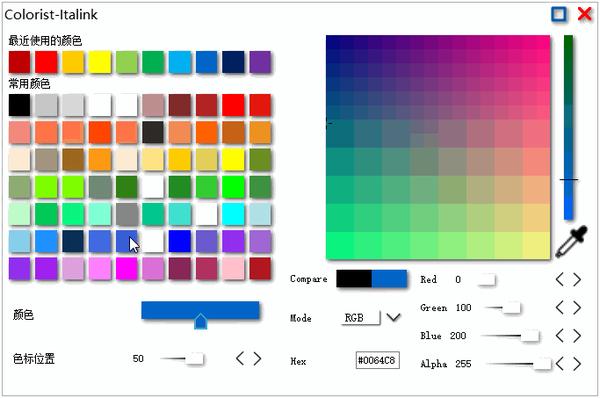 Colorist-Italink
最近使用的颜色
常用颜色
Compare
Red 0
Green 100
Mode RGB
Blue 200
Hex #0064C8
Alpha 255
颜色
色标位置 50